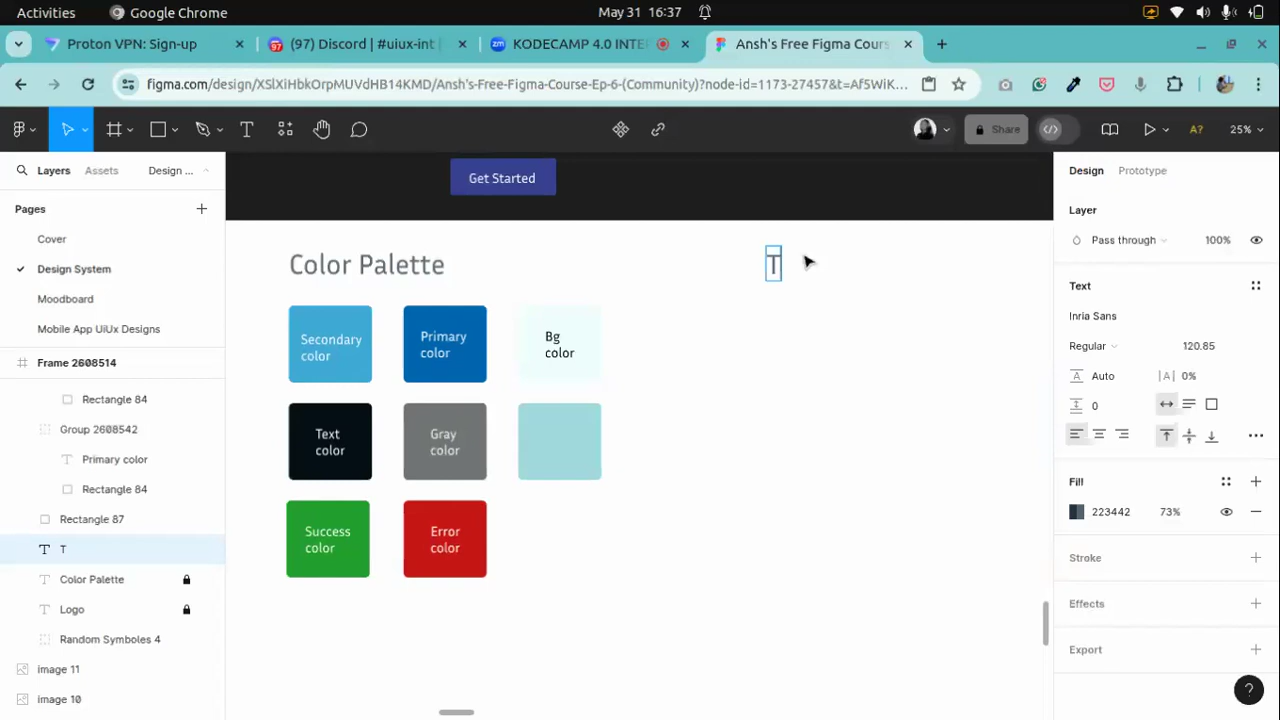 Activities
Google Chrome
May 31 16:37
Proton VPN: Sign-up
(97) Discord | #uiux-int
KODECAMP 4.0 INTE
Ansh's Free Figma Cours
figma.com/design/XSlXiHbkOrpMUVdHB14KMD/Ansh's-Free-Figma-Course-Ep-6-(Community)?node-id=1173-27457&t=Af5WiK...
Share
A?
25%
Layers
Assets
Design ...
Pages
Cover
Design System
Moodboard
Mobile App UiUx Designs
Frame 2608514
Rectangle 84
Group 2608542
Primary color
Rectangle 84
Rectangle 87
T
Color Palette
Logo
Random Symboles 4
image 11
image 10
Get Started
Color Palette
T
Secondary
color
Primary
color
Bg
color
Text
color
Gray
color
Success
color
Error
color
Design
Prototype
Layer
Pass through
100%
Text
Inria Sans
Regular
120.85
Auto
0%
0
Fill
223442
73%
Stroke
Effects
Export
?